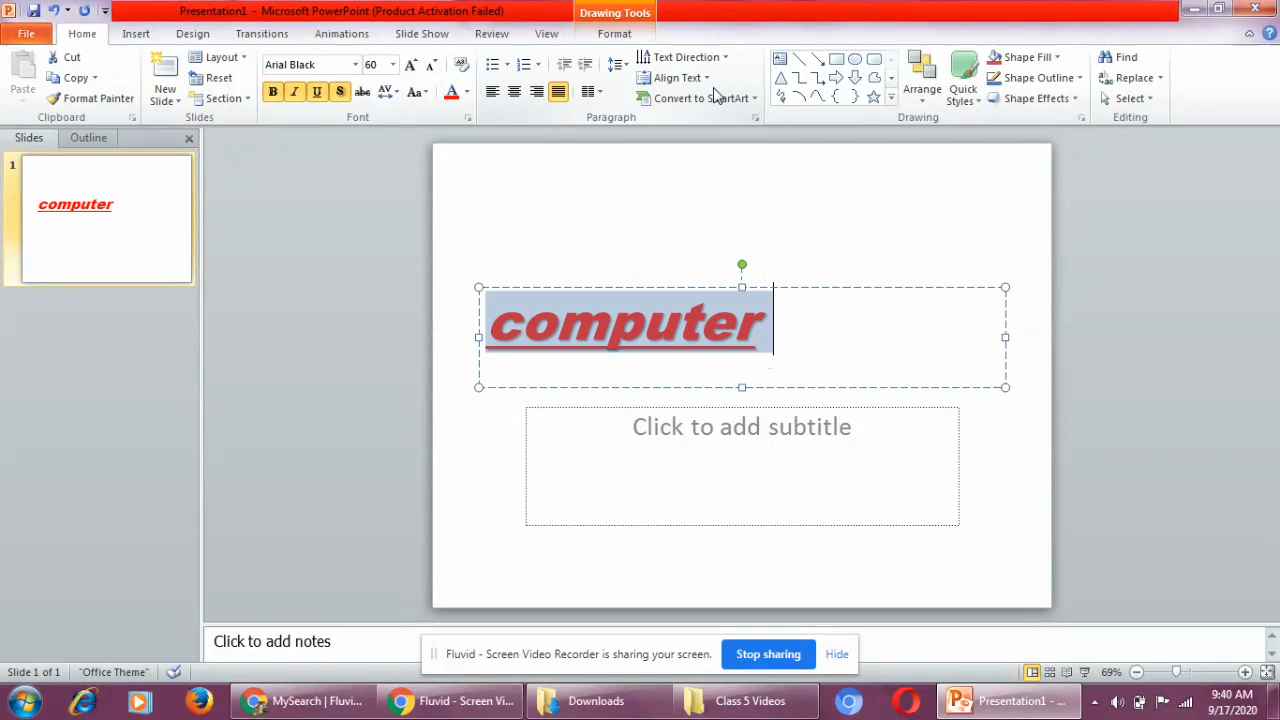 Presentation1 - Microsoft PowerPoint (Product Activation Failed)
Drawing Tools
File Home Insert Design Transitions Animations Slide Show Review View Format
Paste
Cut
Copy
Format Painter
Clipboard
New Slide
Layout
Reset
Section
Slides
Arial Black 60
B I U S abc AV Aa A
Font
Text Direction
Align Text
Convert to SmartArt
Paragraph
Arrange
Quick Styles
Shape Fill
Shape Outline
Shape Effects
Drawing
Find
Replace
Select
Editing
Slides Outline
1
computer
computer
Click to add subtitle
Click to add notes
Fluvid - Screen Video Recorder is sharing your screen. Stop sharing Hide
Slide 1 of 1 "Office Theme" 69%
MySearch | Fluvi... Fluvid - Screen Vi... Downloads Class 5 Videos Presentation1 - ...
9:40 AM
9/17/2020